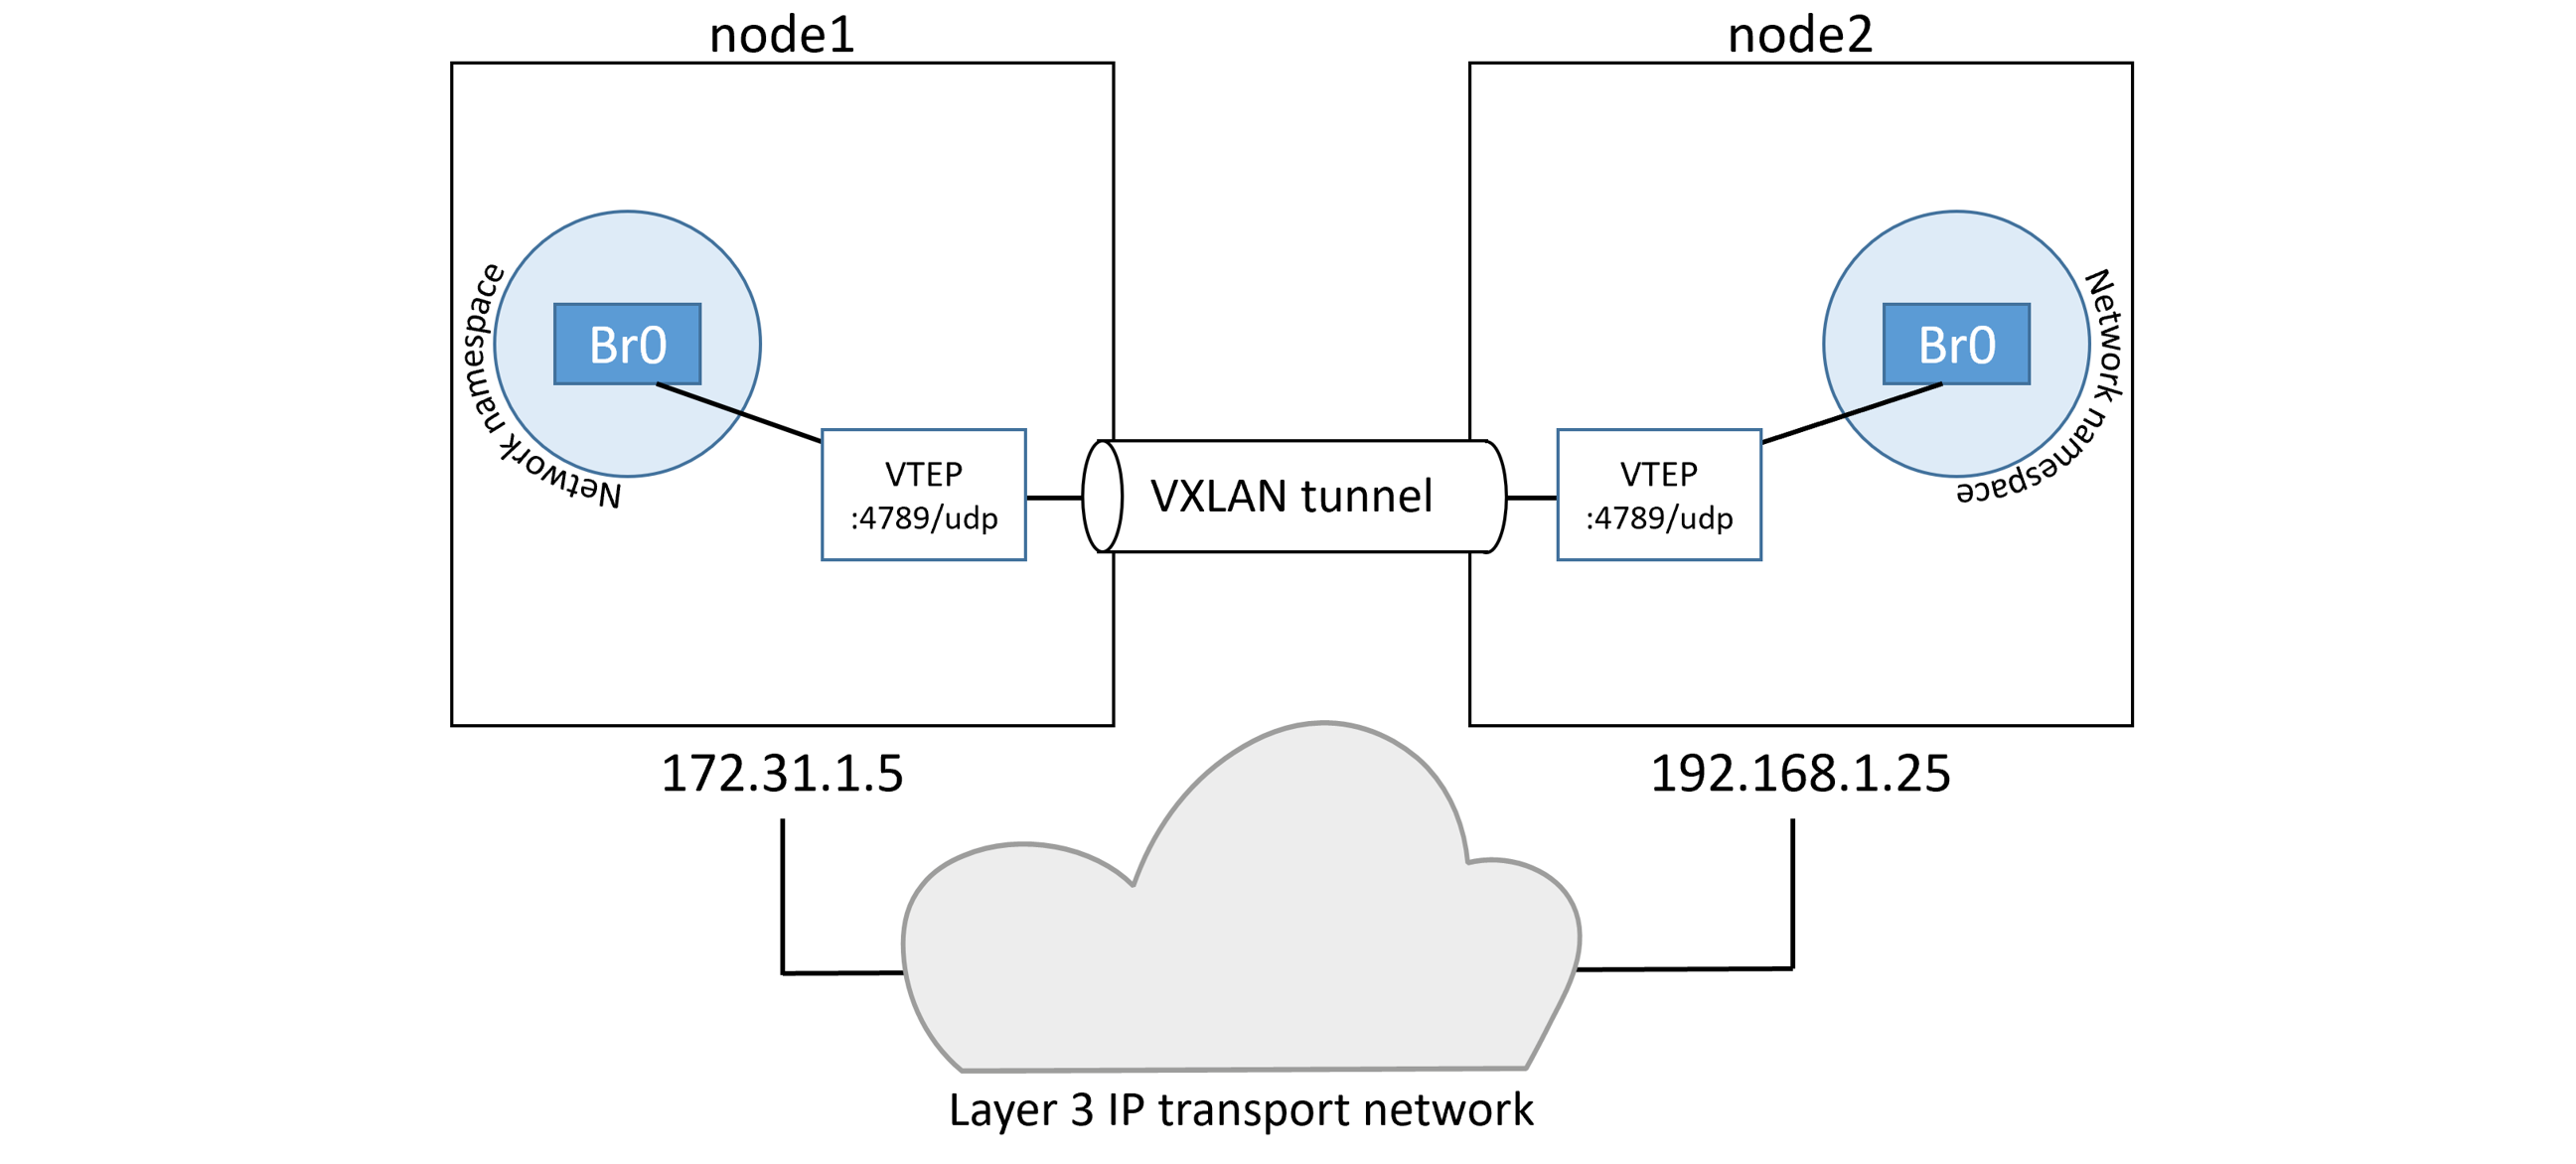 node1
node2
Network namespace
Br0
VTEP
:4789/udp
VXLAN tunnel
VTEP
:4789/udp
Br0
Network namespace
172.31.1.5
192.168.1.25
Layer 3 IP transport network